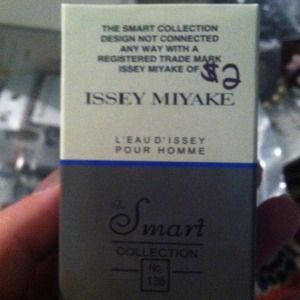 THE SMART COLLECTION
DESIGN NOT CONNECTED
ANY WAY WITH A
REGISTERED TRADE MARK
ISSEY MIYAKE OF
$2
ISSEY MIYAKE
L'EAU D'ISSEY
POUR HOMME
The
Smart
COLLECTION
No.
135